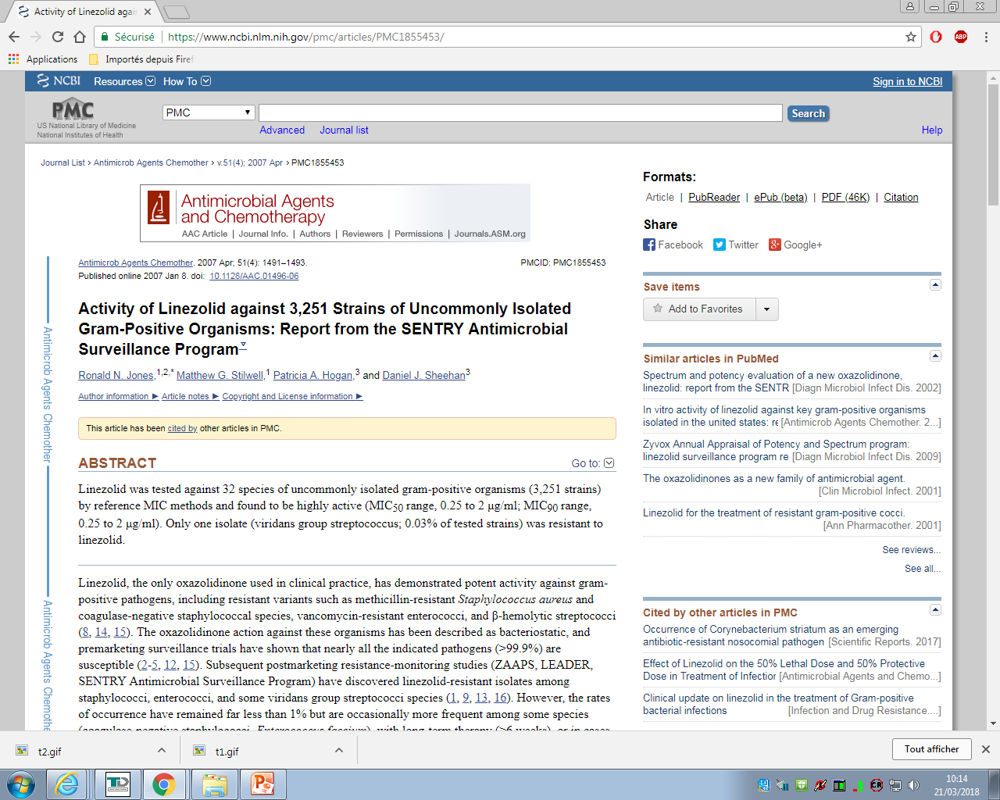 Activity of Linezolid agai
Sécurisé https://www.ncbi.nlm.nih.gov/pmc/articles/PMC1855453/
ABP
Applications Importés depuis Firef
NCBI Resources How To Sign in to NCBI
PMC
US National Library of Medicine
National Institutes of Health
PMC Search
Advanced Journal list Help
Journal List > Antimicrob Agents Chemother > v.51(4); 2007 Apr > PMC1855453
Antimicrobial Agents
and Chemotherapy
AAC Article | Journal Info. | Authors | Reviewers | Permissions | Journals.ASM.org
Antimicrob Agents Chemother. 2007 Apr; 51(4): 1491–1493. PMCID: PMC1855453
Published online 2007 Jan 8. doi: 10.1128/AAC.01496-06
Activity of Linezolid against 3,251 Strains of Uncommonly Isolated
Gram-Positive Organisms: Report from the SENTRY Antimicrobial
Surveillance Program
Ronald N. Jones,1,2,* Matthew G. Stilwell,1 Patricia A. Hogan,3 and Daniel J. Sheehan3
Author information ► Article notes ► Copyright and License information ►
This article has been cited by other articles in PMC.
ABSTRACT Go to:
Linezolid was tested against 32 species of uncommonly isolated gram-positive organisms (3,251 strains)
by reference MIC methods and found to be highly active (MIC50 range, 0.25 to 2 μg/ml; MIC90 range,
0.25 to 2 μg/ml). Only one isolate (viridans group streptococcus; 0.03% of tested strains) was resistant to
linezolid.
Linezolid, the only oxazolidinone used in clinical practice, has demonstrated potent activity against gram-
positive pathogens, including resistant variants such as methicillin-resistant Staphylococcus aureus and
coagulase-negative staphylococcal species, vancomycin-resistant enterococci, and β-hemolytic streptococci
(8, 14, 15). The oxazolidinone action against these organisms has been described as bacteriostatic, and
premarketing surveillance trials have shown that nearly all the indicated pathogens (>99.9%) are
susceptible (2-5, 12, 15). Subsequent postmarketing resistance-monitoring studies (ZAAPS, LEADER,
SENTRY Antimicrobial Surveillance Program) have discovered linezolid-resistant isolates among
staphylococci, enterococci, and some viridans group streptococci species (1, 9, 13, 16). However, the rates
of occurrence have remained far less than 1% but are occasionally more frequent among some species
(coagulase-negative staphylococci, Enterococcus faecium), with long-term therapy (≥6 weeks), or in cases
Antimicrob Agents Chemother
Antimicrob Agents Chemothe
Formats:
Article | PubReader | ePub (beta) | PDF (46K) | Citation
Share
Facebook Twitter Google+
Save items
Add to Favorites
Similar articles in PubMed
Spectrum and potency evaluation of a new oxazolidinone,
linezolid: report from the SENTR [Diagn Microbiol Infect Dis. 2002]
In vitro activity of linezolid against key gram-positive organisms
isolated in the united states: re [Antimicrob Agents Chemother. 2...]
Zyvox Annual Appraisal of Potency and Spectrum program:
linezolid surveillance program re [Diagn Microbiol Infect Dis. 2009]
The oxazolidinones as a new family of antimicrobial agent.
[Clin Microbiol Infect. 2001]
Linezolid for the treatment of resistant gram-positive cocci.
[Ann Pharmacother. 2001]
See reviews...
See all...
Cited by other articles in PMC
Occurrence of Corynebacterium striatum as an emerging
antibiotic-resistant nosocomial pathogen [Scientific Reports. 2017]
Effect of Linezolid on the 50% Lethal Dose and 50% Protective
Dose in Treatment of Infection [Antimicrobial Agents and Chemo...]
Clinical update on linezolid in the treatment of Gram-positive
bacterial infections [Infection and Drug Resistance....]
t2.gif t1.gif Tout afficher
10:14
21/03/2018